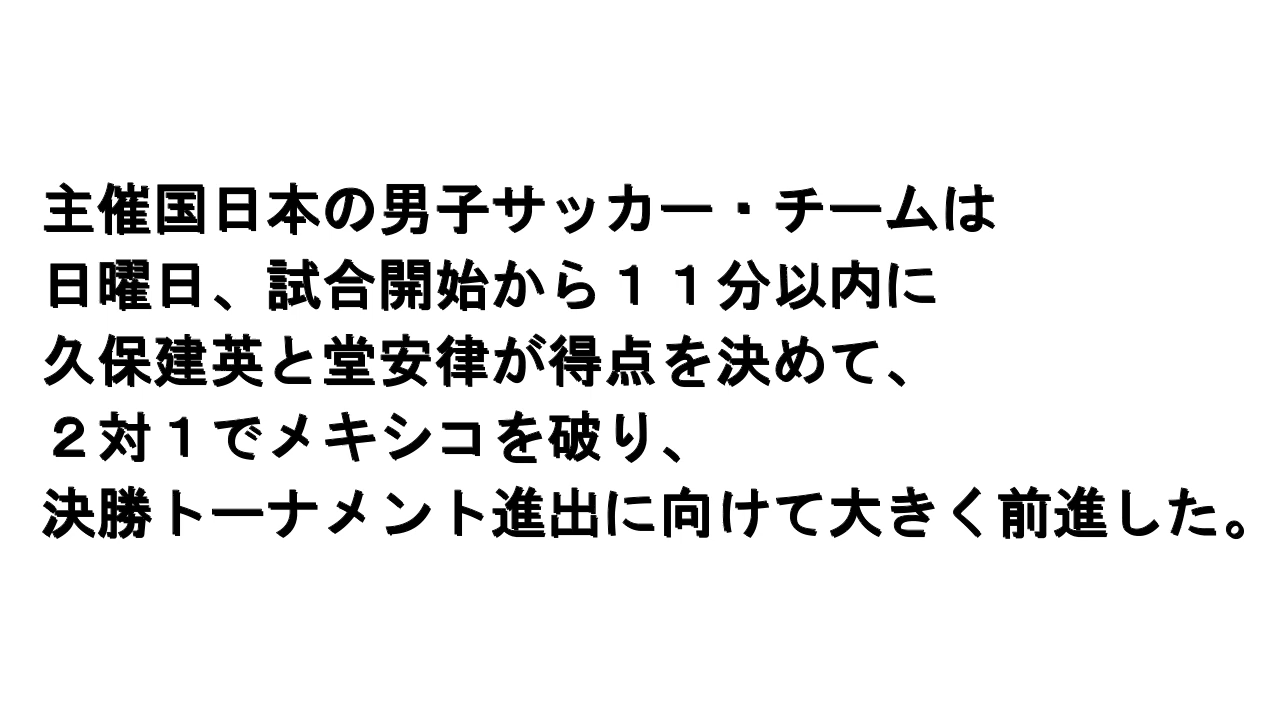 主催国日本の男子サッカー・チームは
日曜日、試合開始から１１分以内に
久保建英と堂安律が得点を決めて、
２対１でメキシコを破り、
決勝トーナメント進出に向けて大きく前進した。